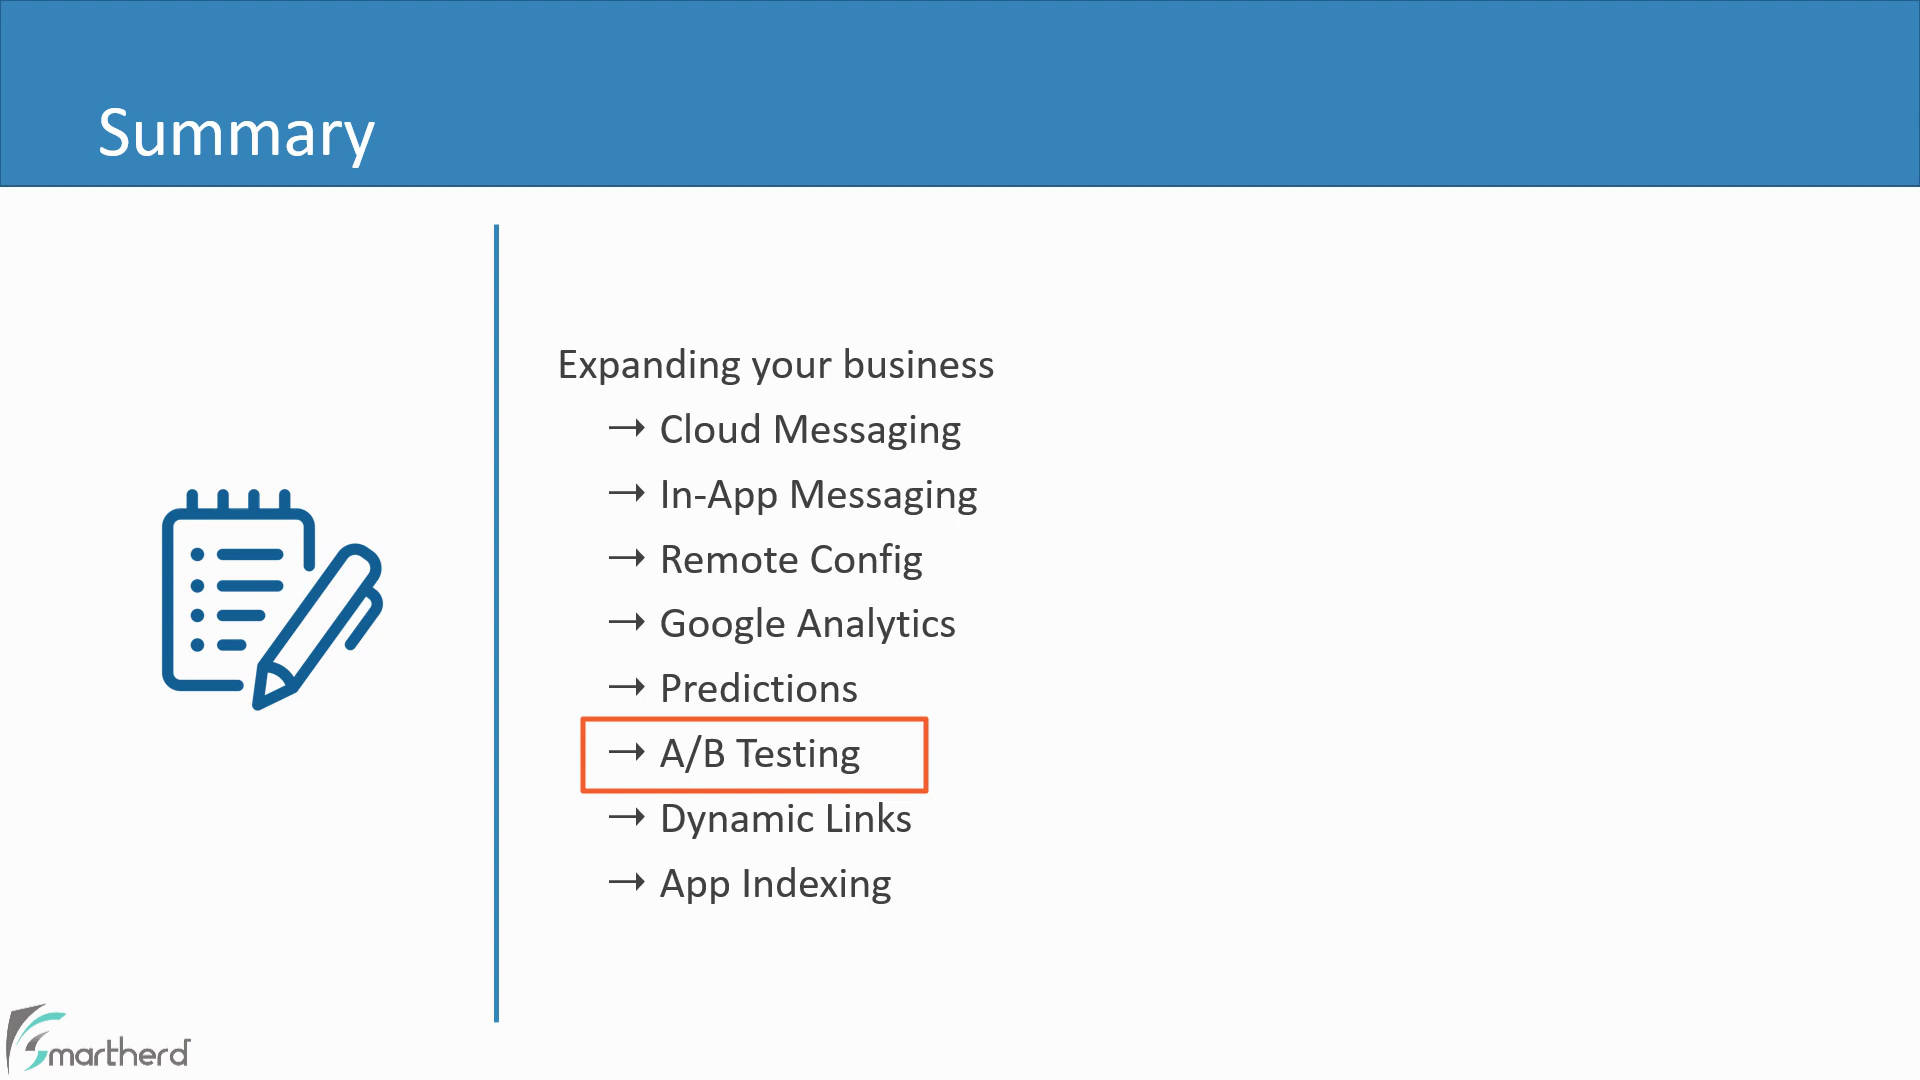 Summary
Expanding your business
→ Cloud Messaging
→ In-App Messaging
→ Remote Config
→ Google Analytics
→ Predictions
→ A/B Testing
→ Dynamic Links
→ App Indexing
Smartherd